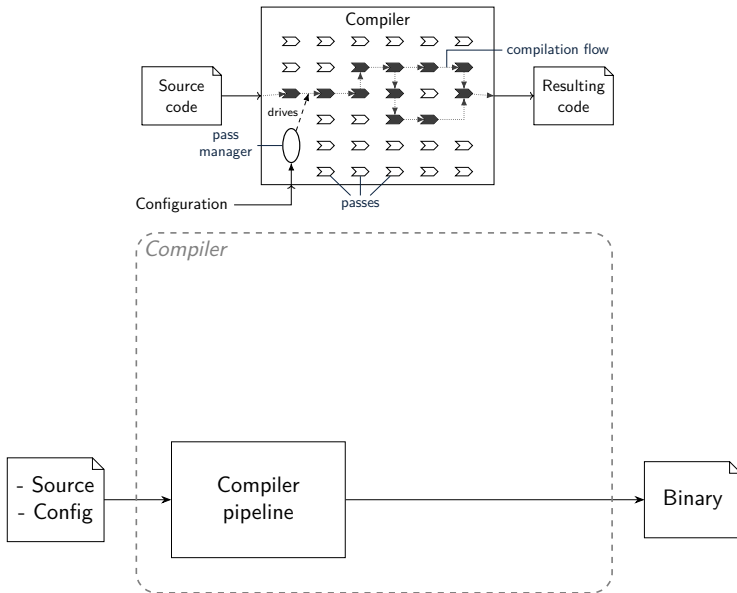 Compiler
compilation flow
Source
code
Resulting
code
drives
pass
manager
Configuration
passes
Compiler
- Source
- Config
Compiler
pipeline
Binary